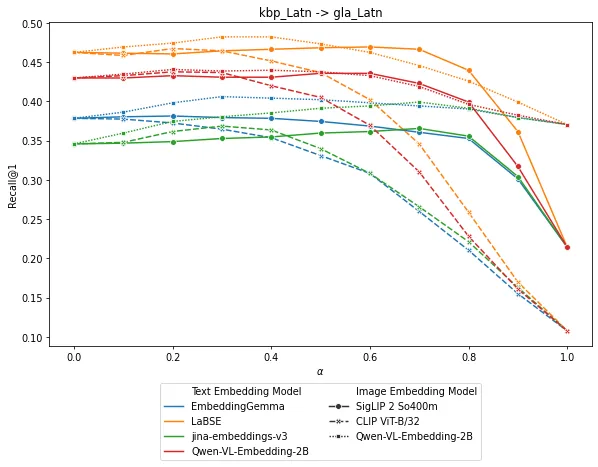 kbp_Latn -> gla_Latn
Recall@1
0.50
0.45
0.40
0.35
0.30
0.25
0.20
0.15
0.10
0.0 0.2 0.4 0.6 0.8 1.0
α
Text Embedding Model
EmbeddingGemma
LaBSE
jina-embeddings-v3
Qwen-VL-Embedding-2B
Image Embedding Model
SigLIP 2 So400m
CLIP ViT-B/32
Qwen-VL-Embedding-2B